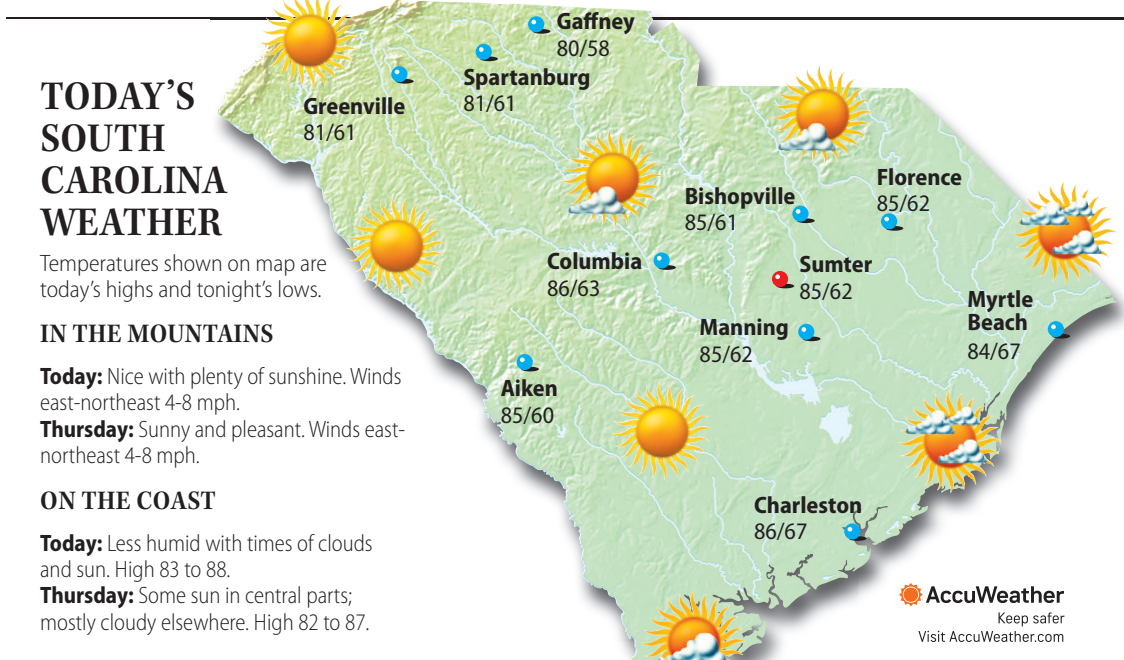 TODAY’S
SOUTH
CAROLINA
WEATHER
Temperatures shown on map are
today’s highs and tonight’s lows.
IN THE MOUNTAINS
Today: Nice with plenty of sunshine. Winds
east-northeast 4-8 mph.
Thursday: Sunny and pleasant. Winds east-
northeast 4-8 mph.
ON THE COAST
Today: Less humid with times of clouds
and sun. High 83 to 88.
Thursday: Some sun in central parts;
mostly cloudy elsewhere. High 82 to 87.
Gaffney
80/58
Spartanburg
81/61
Greenville
81/61
Bishopville
85/61
Florence
85/62
Columbia
86/63
Sumter
85/62
Manning
85/62
Myrtle
Beach
84/67
Aiken
85/60
Charleston
86/67
AccuWeather
Keep safer
Visit AccuWeather.com